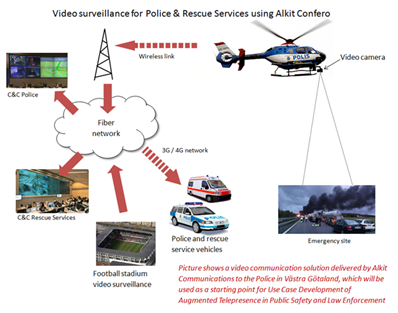 Video surveillance for Police & Rescue Services using Alkit Confero
Wireless link
POLIS
Video camera
C&C Police
Fiber
network
3G / 4G network
C&C Rescue Services
POLIS
Police and rescue
service vehicles
Emergency site
Football stadium
video surveillance
Picture shows a video communication solution delivered by Alkit
Communications to the Police in Västra Götaland, which will be
used as a starting point for Use Case Development of
Augmented Telepresence in Public Safety and Law Enforcement